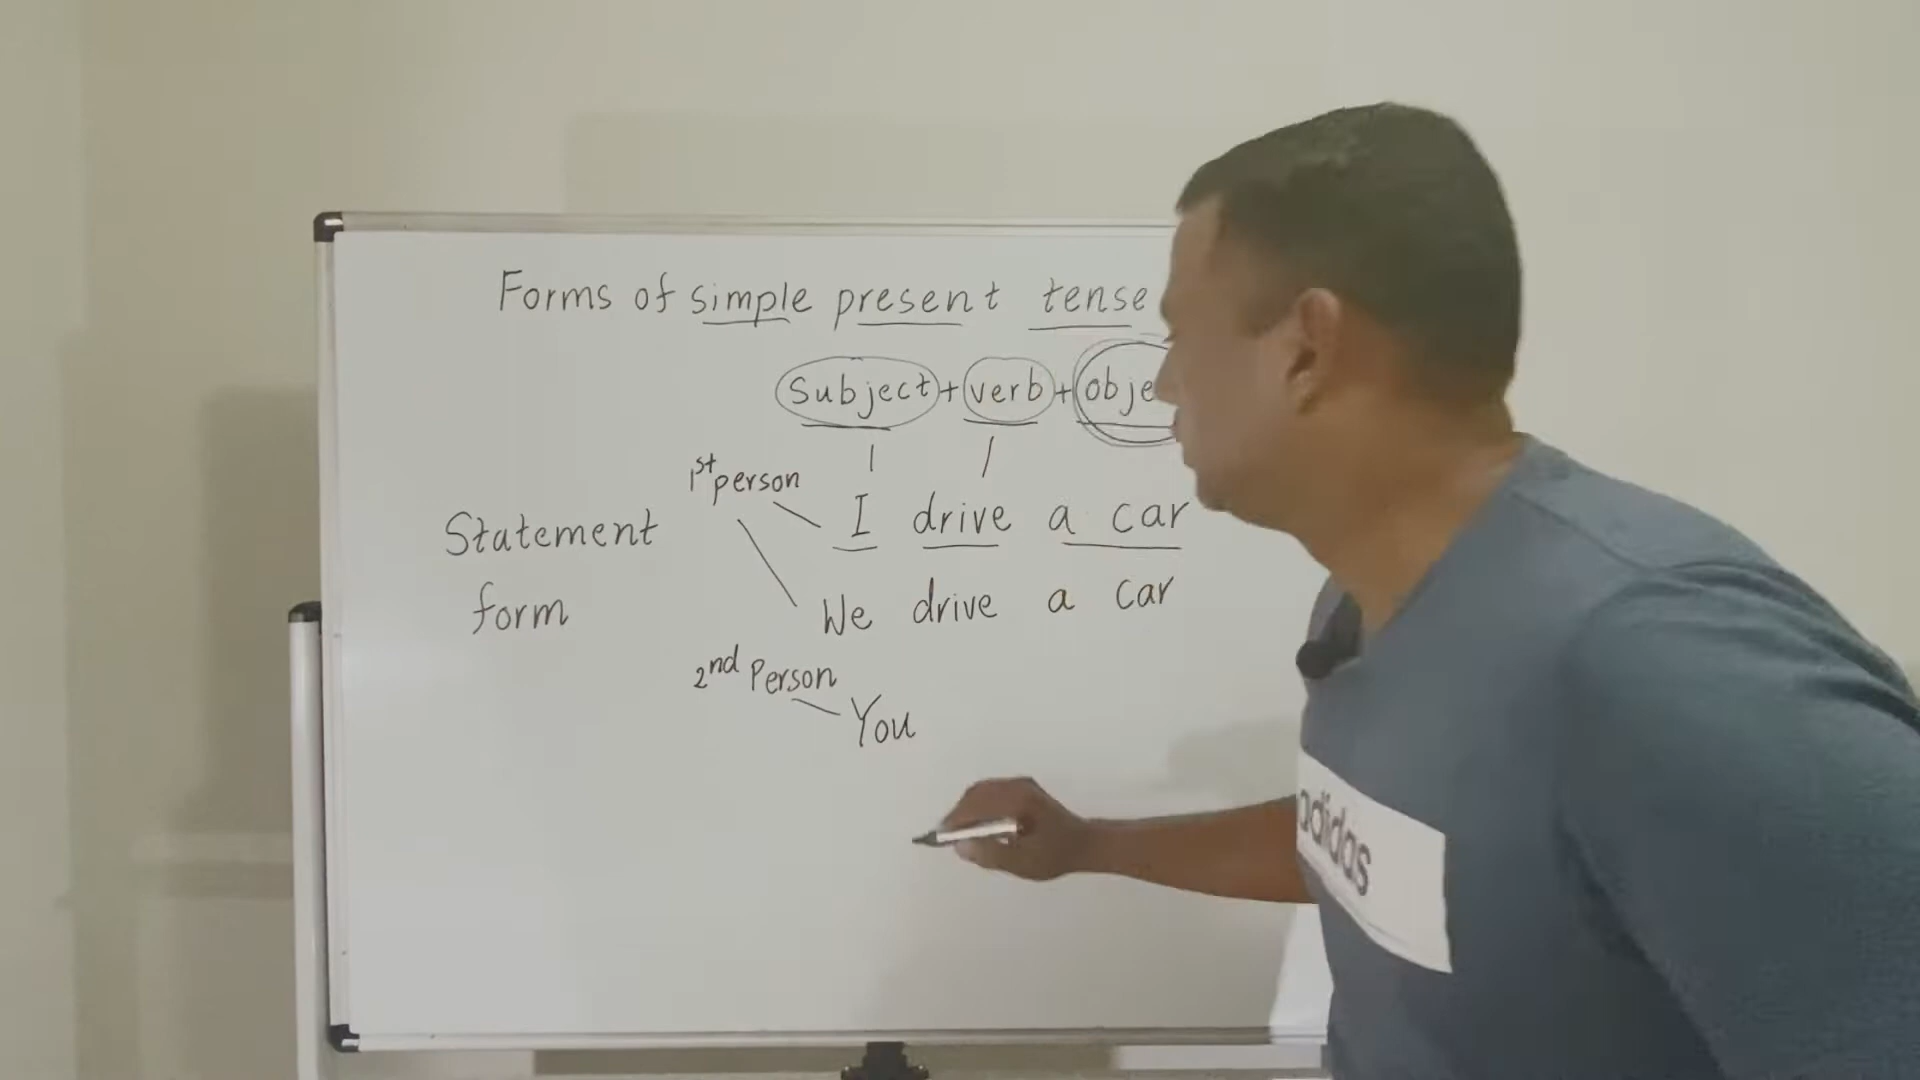 Forms of simple present tense
Subject + verb + obje
1st person
I drive a car
Statement
form
We drive a car
2nd Person
You
adidas